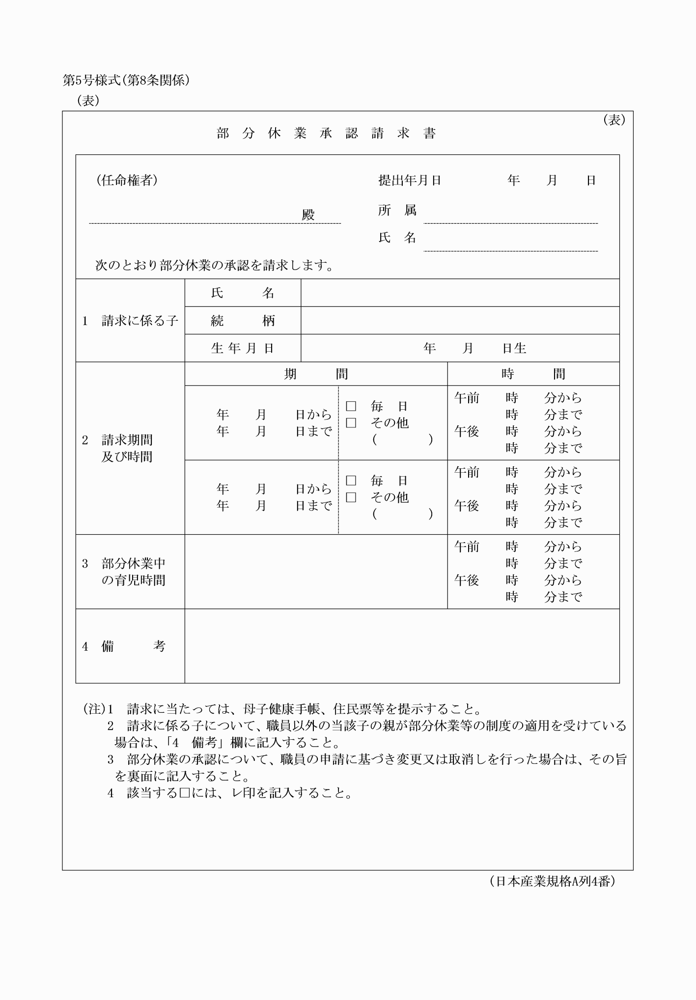 第5号様式(第8条関係)
(表)
(表)
部　分　休　業　承　認　請　求　書
(任命権者)　提出年月日　年　月　日
殿　所　属
氏　名
次のとおり部分休業の承認を請求します。
1　請求に係る子
氏　名
続　柄
生年月日　年　月　日生
2　請求期間
及び時間
期　間　時　間
年　月　日から
年　月　日まで
□　毎　日
□　その他
(　　　　)
午前　時　分から
時　分まで
午後　時　分から
時　分まで
年　月　日から
年　月　日まで
□　毎　日
□　その他
(　　　　)
午前　時　分から
時　分まで
午後　時　分から
時　分まで
3　部分休業中
の育児時間
午前　時　分から
時　分まで
午後　時　分から
時　分まで
4　備　考
(注)1　請求に当たっては、母子健康手帳、住民票等を提示すること。
2　請求に係る子について、職員以外の当該子の親が部分休業等の制度の適用を受けている
場合は、「4　備考」欄に記入すること。
3　部分休業の承認について、職員の申請に基づき変更又は取消しを行った場合は、その旨
を裏面に記入すること。
4　該当する□には、レ印を記入すること。
(日本産業規格A列4番)